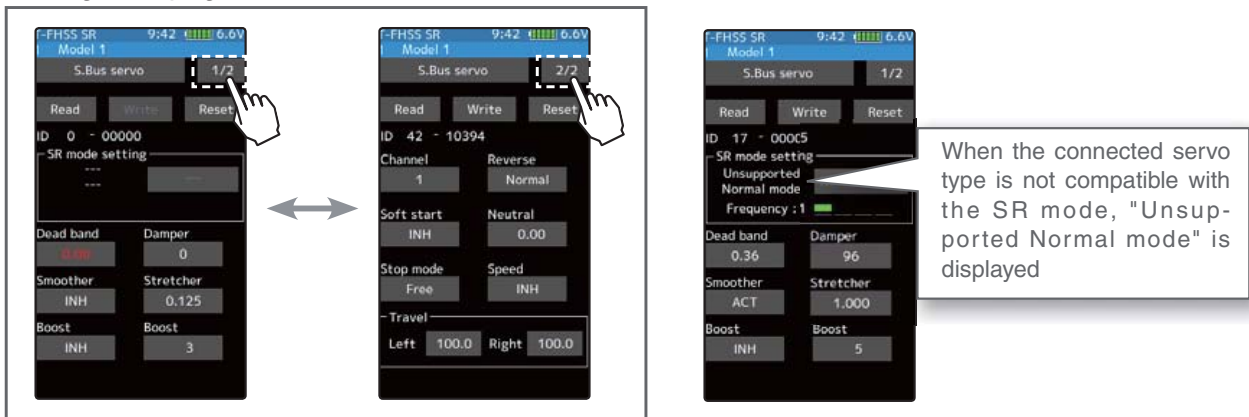 T-FHSS SR 9:42 6.6V
Model 1
S.Bus servo 1/2
Read Write Reset
ID 0 - 00000
SR mode setting
---
---
---
Dead band Damper
0.00 0
Smoother Stretcher
INH 0.125
Boost Boost
INH 3
T-FHSS SR 9:42 6.6V
Model 1
S.Bus servo 2/2
Read Write Reset
ID 42 - 10394
Channel Reverse
1 Normal
Soft start Neutral
INH 0.00
Stop mode Speed
Free INH
Travel
Left 100.0 Right 100.0
T-FHSS SR 9:42 6.6V
Model 1
S.Bus servo 1/2
Read Write Reset
ID 17 - 00005
SR mode setting
Unsupported
Normal mode
Frequency : 1
Dead band Damper
0.36 96
Smoother Stretcher
ACT 1.000
Boost Boost
INH 5
When the connected servo
type is not compatible with
the SR mode, "Unsup-
ported Normal mode" is
displayed